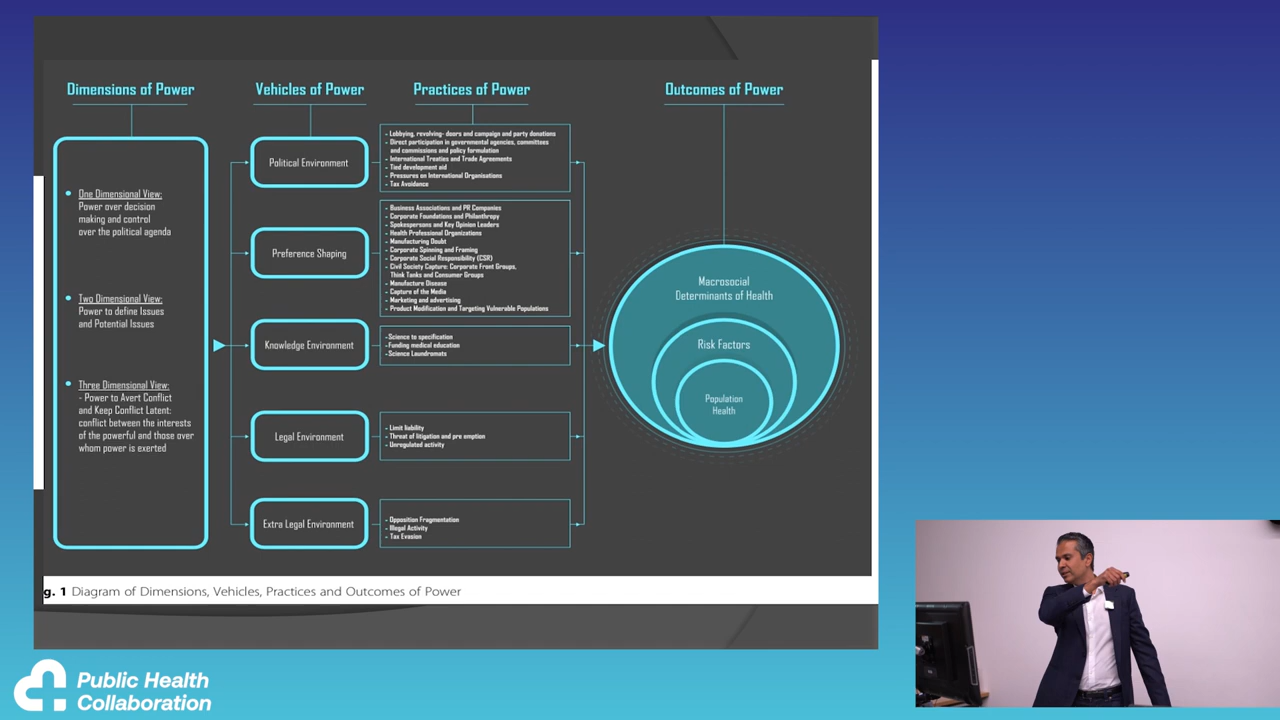 Dimensions of Power
Vehicles of Power
Practices of Power
Outcomes of Power
One Dimensional View:
Power over decision
making and control
over the political agenda
Two Dimensional View:
Power to define Issues
and Potential Issues
Three Dimensional View:
- Power to Avert Conflict
and Keep Conflict Latent:
conflict between the interests
of the powerful and those over
whom power is exerted
Political Environment
- Lobbying, revolving- doors and campaign and party donations
- Direct participation in governmental agencies, committees
and commissions and policy formulation
- International Treaties and Trade Agreements
- Tied development aid
- Pressures on International Organisations
- Tax Avoidance
Preference Shaping
- Business Associations and PR Companies
- Corporate Foundations and Philanthropy
- Spokespersons and Key Opinion Leaders
- Health Professional Organizations
- Manufacturing Doubt
- Corporate Spinning and Framing
- Corporate Social Responsibility (CSR)
- Civil Society Capture: Corporate Front Groups,
Think Tanks and Consumer Groups
- Manufacture Disease
- Capture of the Media
- Marketing and advertising
- Product Modification and Targeting Vulnerable Populations
Knowledge Environment
-Science to specification
-Funding medical education
- Science Laundromats
Legal Environment
- Limit liability
- Threat of litigation and pre emption
- Unregulated activity
Extra Legal Environment
- Opposition Fragmentation
- Illegal Activity
- Tax Evasion
Macrosocial
Determinants of Health
Risk Factors
Population
Health
g. 1 Diagram of Dimensions, Vehicles, Practices and Outcomes of Power
Public Health
Collaboration